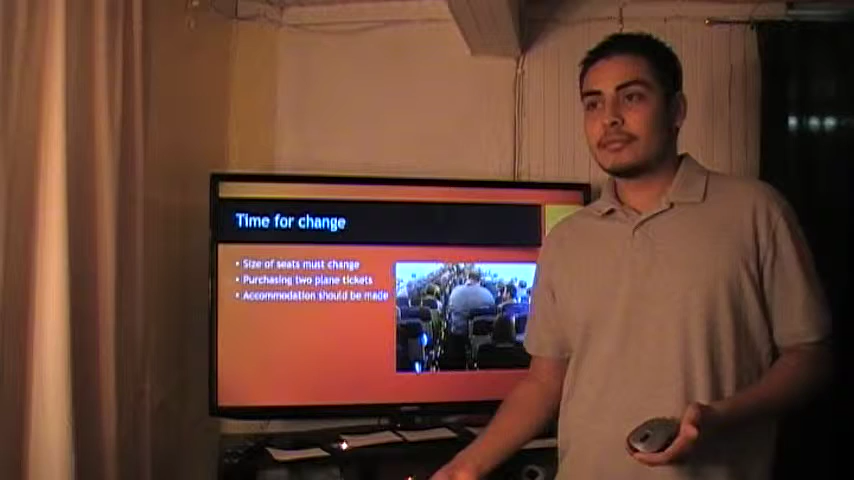 Time for change
• Size of seats must change
• Purchasing two plane tickets
• Accommodation should be made